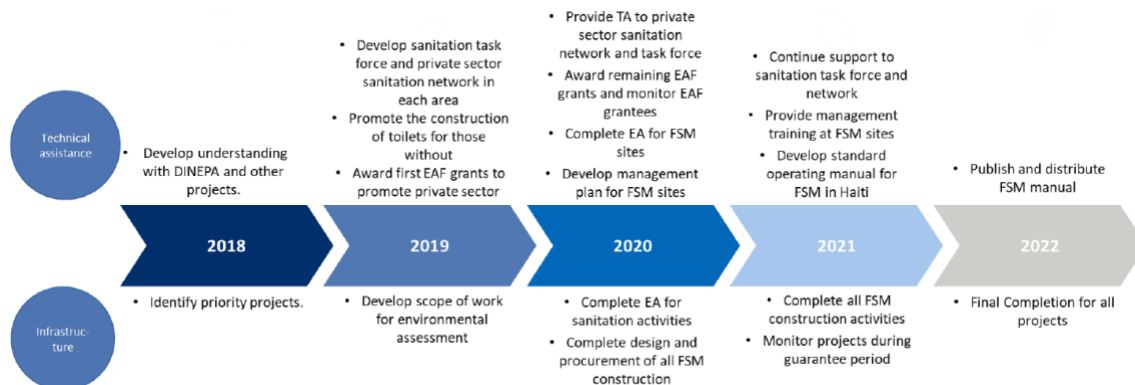 Technical
assistance
• Develop understanding
with DINEPA and other
projects.
• Develop sanitation task
force and private sector
sanitation network in
each area
• Promote the construction
of toilets for those
without
• Award first EAF grants to
promote private sector
• Provide TA to private
sector sanitation
network and task force
• Award remaining EAF
grants and monitor EAF
grantees
• Complete EA for FSM
sites
• Develop management
plan for FSM sites
• Continue support to
sanitation task force and
network
• Provide management
training at FSM sites
• Develop standard
operating manual for
FSM in Haiti
• Publish and distribute
FSM manual
2018
2019
2020
2021
2022
Infrastruc-
ture
• Identify priority projects.
• Develop scope of work
for environmental
assessment
• Complete EA for
sanitation activities
• Complete design and
procurement of all FSM
construction
• Complete all FSM
construction activities
• Monitor projects during
guarantee period
• Final Completion for all
projects